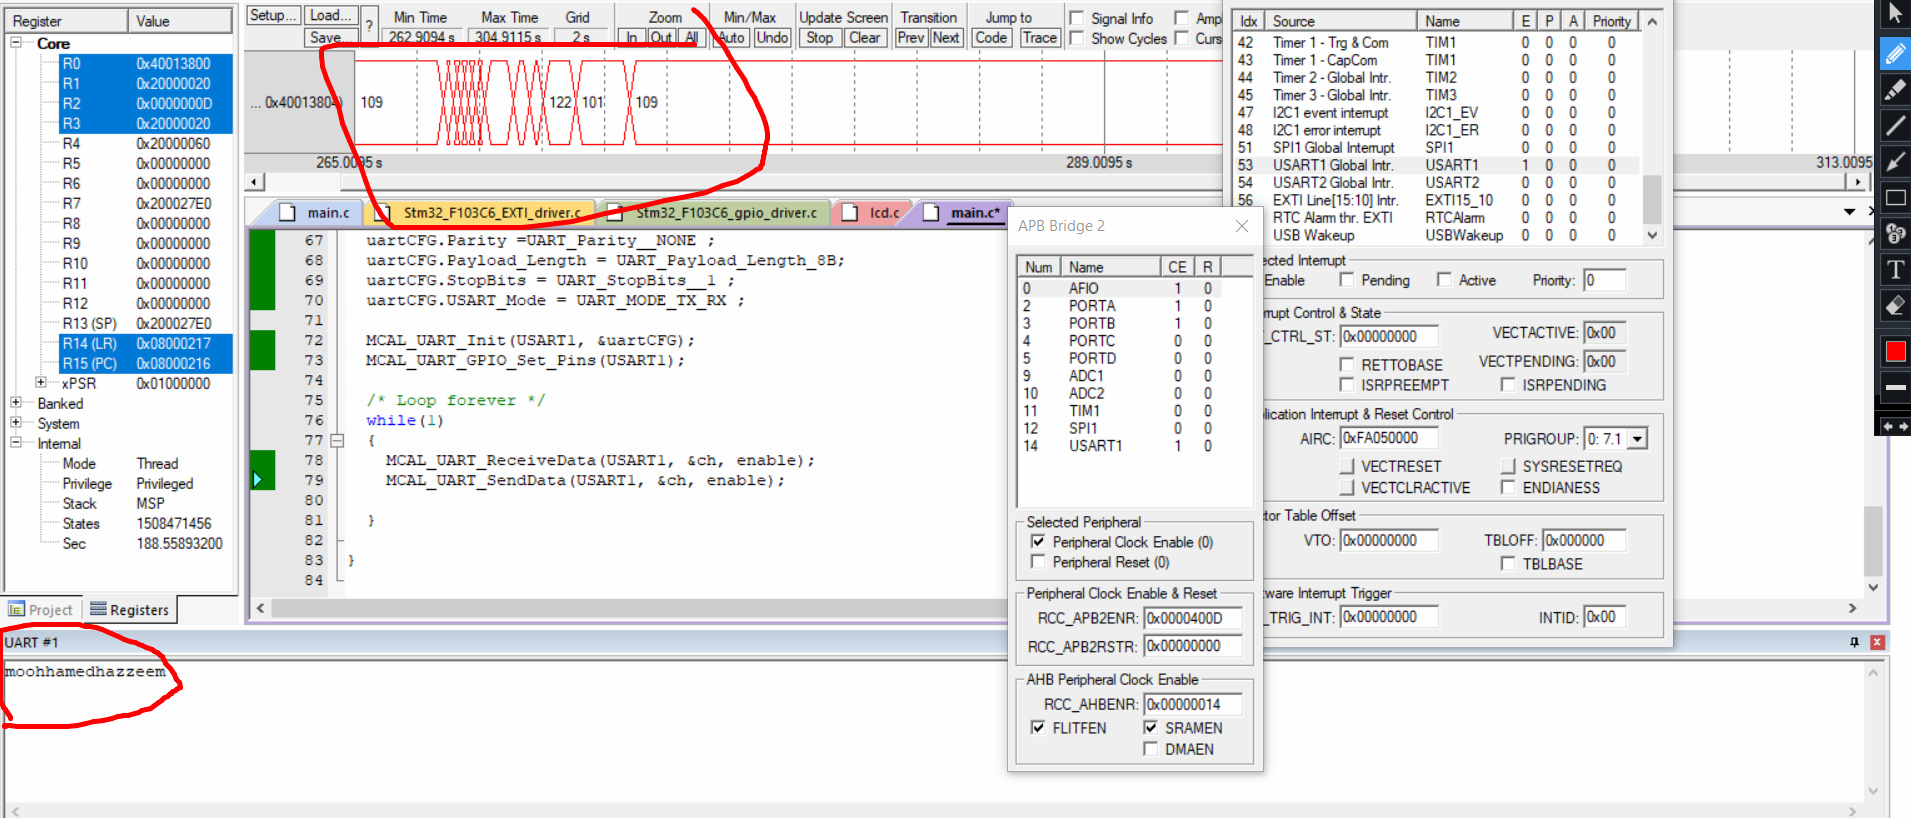 Register Value
Core
R0 0x40013800
R1 0x20000020
R2 0x0000000D
R3 0x20000020
R4 0x20000060
R5 0x00000000
R6 0x00000000
R7 0x200027E0
R8 0x00000000
R9 0x00000000
R10 0x00000000
R11 0x00000000
R12 0x00000000
R13 (SP) 0x200027E0
R14 (LR) 0x08000217
R15 (PC) 0x08000216
xPSR 0x01000000
Banked
System
Internal
Mode Thread
Privilege Privileged
Stack MSP
States 1508471456
Sec 188.55893200
Project Registers
Setup... Load... ? Min Time Max Time Grid Zoom Min/Max Update Screen Transition Jump to Signal Info Amp
Save... 262.9094 s 304.9115 s 2 s In Out All Auto Undo Stop Clear Prev Next Code Trace Show Cycles Curs
... 0x40013804) 109 122 101 109
265.0095 s 289.0095 s 313.0095
main.c Stm32_F103C6_EXTI_driver.c Stm32_F103C6_gpio_driver.c lcd.c main.c*
67 uartCFG.Parity =UART_Parity__NONE ;
68 uartCFG.Payload_Length = UART_Payload_Length_8B;
69 uartCFG.StopBits = UART_StopBits__1 ;
70 uartCFG.USART_Mode = UART_MODE_TX_RX ;
71
72 MCAL_UART_Init(USART1, &uartCFG);
73 MCAL_UART_GPIO_Set_Pins(USART1);
74
75 /* Loop forever */
76 while(1)
77 {
78 MCAL_UART_ReceiveData(USART1, &ch, enable);
79 MCAL_UART_SendData(USART1, &ch, enable);
80
81 }
82
83 }
84
APB Bridge 2
Num Name CE R
0 AFIO 1 0
2 PORTA 1 0
3 PORTB 1 0
4 PORTC 0 0
5 PORTD 0 0
9 ADC1 0 0
10 ADC2 0 0
11 TIM1 0 0
12 SPI1 0 0
14 USART1 1 0
Selected Peripheral
Peripheral Clock Enable (0)
Peripheral Reset (0)
Peripheral Clock Enable & Reset
RCC_APB2ENR: 0x0000400D
RCC_APB2RSTR: 0x00000000
AHB Peripheral Clock Enable
RCC_AHBENR: 0x00000014
FLITFEN SRAMEN
DMAEN
Idx Source Name E P A Priority
42 Timer 1 - Trg & Com TIM1 0 0 0 0
43 Timer 1 - CapCom TIM1 0 0 0 0
44 Timer 2 - Global Intr. TIM2 0 0 0 0
45 Timer 3 - Global Intr. TIM3 0 0 0 0
47 I2C1 event interrupt I2C1_EV 0 0 0 0
48 I2C1 error interrupt I2C1_ER 0 0 0 0
51 SPI1 Global Interrupt SPI1 0 0 0 0
53 USART1 Global Intr. USART1 1 0 0 0
54 USART2 Global Intr. USART2 0 0 0 0
56 EXTI Line[15:10] Intr. EXTI15_10 0 0 0 0
RTC Alarm thr. EXTI RTCAlarm 0 0 0 0
USB Wakeup USBWakeup 0 0 0 0
ected Interrupt
Enable Pending Active Priority: 0
rrupt Control & State
_CTRL_ST: 0x00000000 VECTACTIVE: 0x00
RETTOBASE VECTPENDING: 0x00
ISRPREEMPT ISRPENDING
plication Interrupt & Reset Control
AIRC: 0xFA050000 PRIGROUP: 0: 7.1
VECTRESET SYSRESETREQ
VECTCLRACTIVE ENDIANESS
tor Table Offset
VTO: 0x00000000 TBLOFF: 0x000000
TBLBASE
ware Interrupt Trigger
_TRIG_INT: 0x00000000 INTID: 0x00
UART #1
moohhamedhazzeem